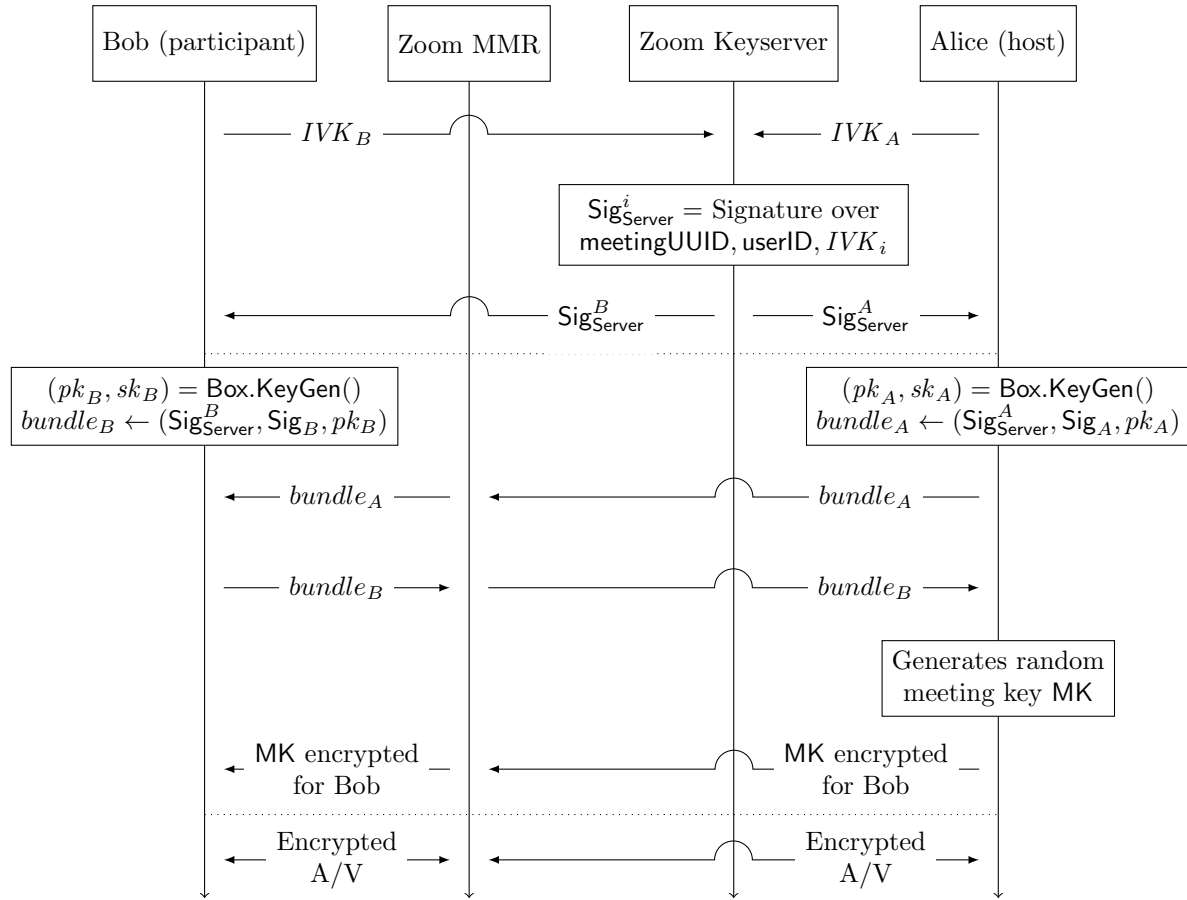 Bob (participant)
Zoom MMR
Zoom Keyserver
Alice (host)
IVK_B
IVK_A
Sig^i_Server = Signature over
meetingUUID, userID, IVK_i
Sig^B_Server
Sig^A_Server
(pk_B, sk_B) = Box.KeyGen()
bundle_B ← (Sig^B_Server, Sig_B, pk_B)
(pk_A, sk_A) = Box.KeyGen()
bundle_A ← (Sig^A_Server, Sig_A, pk_A)
bundle_A
bundle_A
bundle_B
bundle_B
Generates random
meeting key MK
MK encrypted
for Bob
MK encrypted
for Bob
Encrypted
A/V
Encrypted
A/V